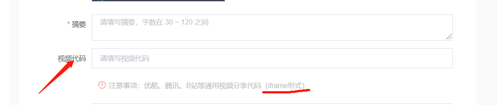 * 摘要
请填写摘要，字数在 30 ~ 120 之间
视频代码
请填写视频代码
注意事项：优酷、腾讯、B站等通用视频分享代码（iframe形式）